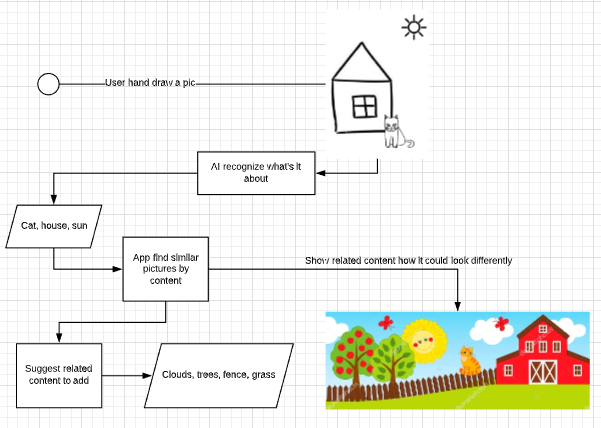 User hand draw a pic
AI recognize what's it
about
Cat, house, sun
App find similar
pictures by
content
Show related content how it could look differently
Suggest related
content to add
Clouds, trees, fence, grass